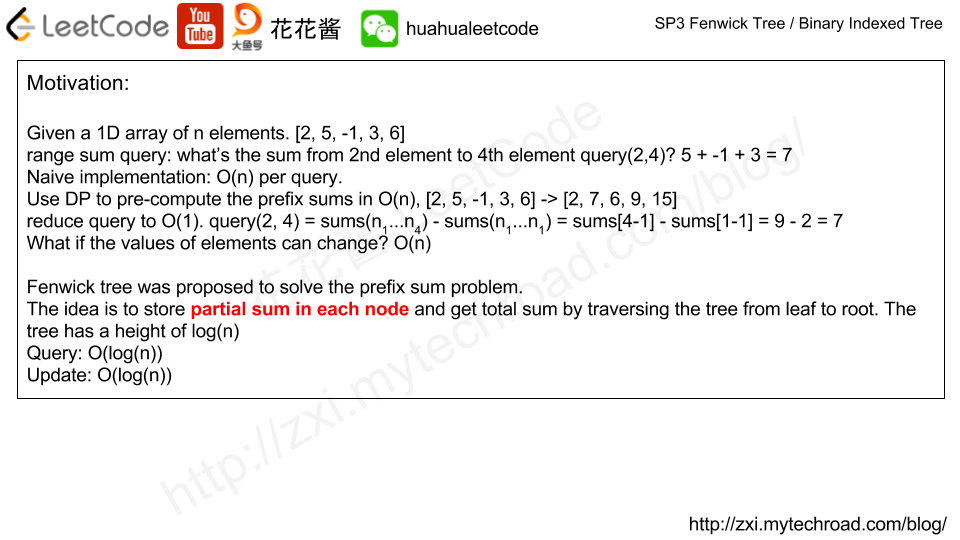 LeetCode You Tube 大鱼号 花花酱 huahualeetcode SP3 Fenwick Tree / Binary Indexed Tree
Motivation:
Given a 1D array of n elements. [2, 5, -1, 3, 6]
range sum query: what's the sum from 2nd element to 4th element query(2,4)? 5 + -1 + 3 = 7
Naive implementation: O(n) per query.
Use DP to pre-compute the prefix sums in O(n), [2, 5, -1, 3, 6] -> [2, 7, 6, 9, 15]
reduce query to O(1). query(2, 4) = sums(n₁...n₄) - sums(n₁...n₁) = sums[4-1] - sums[1-1] = 9 - 2 = 7
What if the values of elements can change? O(n)
Fenwick tree was proposed to solve the prefix sum problem.
The idea is to store partial sum in each node and get total sum by traversing the tree from leaf to root. The
tree has a height of log(n)
Query: O(log(n))
Update: O(log(n))
花花酱 LeetCode
http://zxi.mytechroad.com/blog/
http://zxi.mytechroad.com/blog/